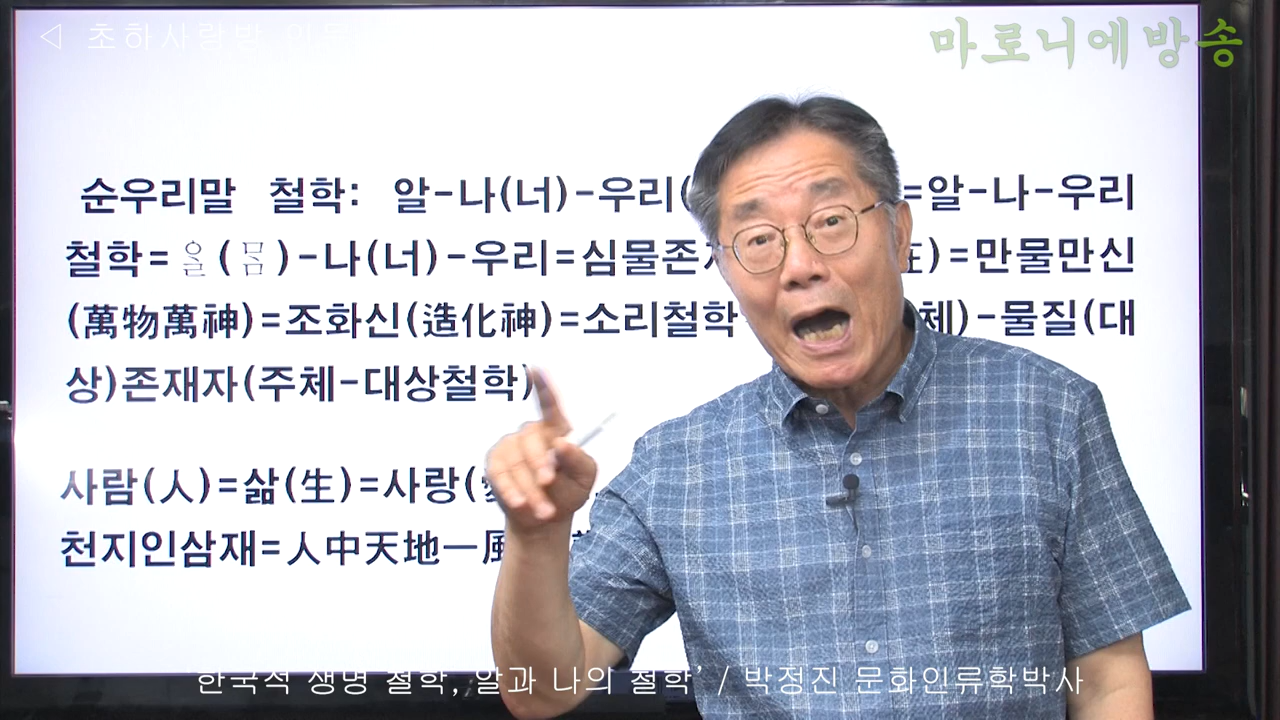 ◁ 초하사랑방 인문
마로니에방송
순우리말 철학: 알-나(너)-우리( =알-나-우리
철학= ( )-나(너)-우리=심물존 )=만물만신
(萬物萬神)=조화신(造化神)=소리철학 體)-물질(대
상)존재자(주체-대상철학)
사람(人)=삶(生)=사랑(
천지인삼재=人中天地一風
‘한국적 생명 철학, 알과 나의 철학’ / 박정진 문화인류학박사